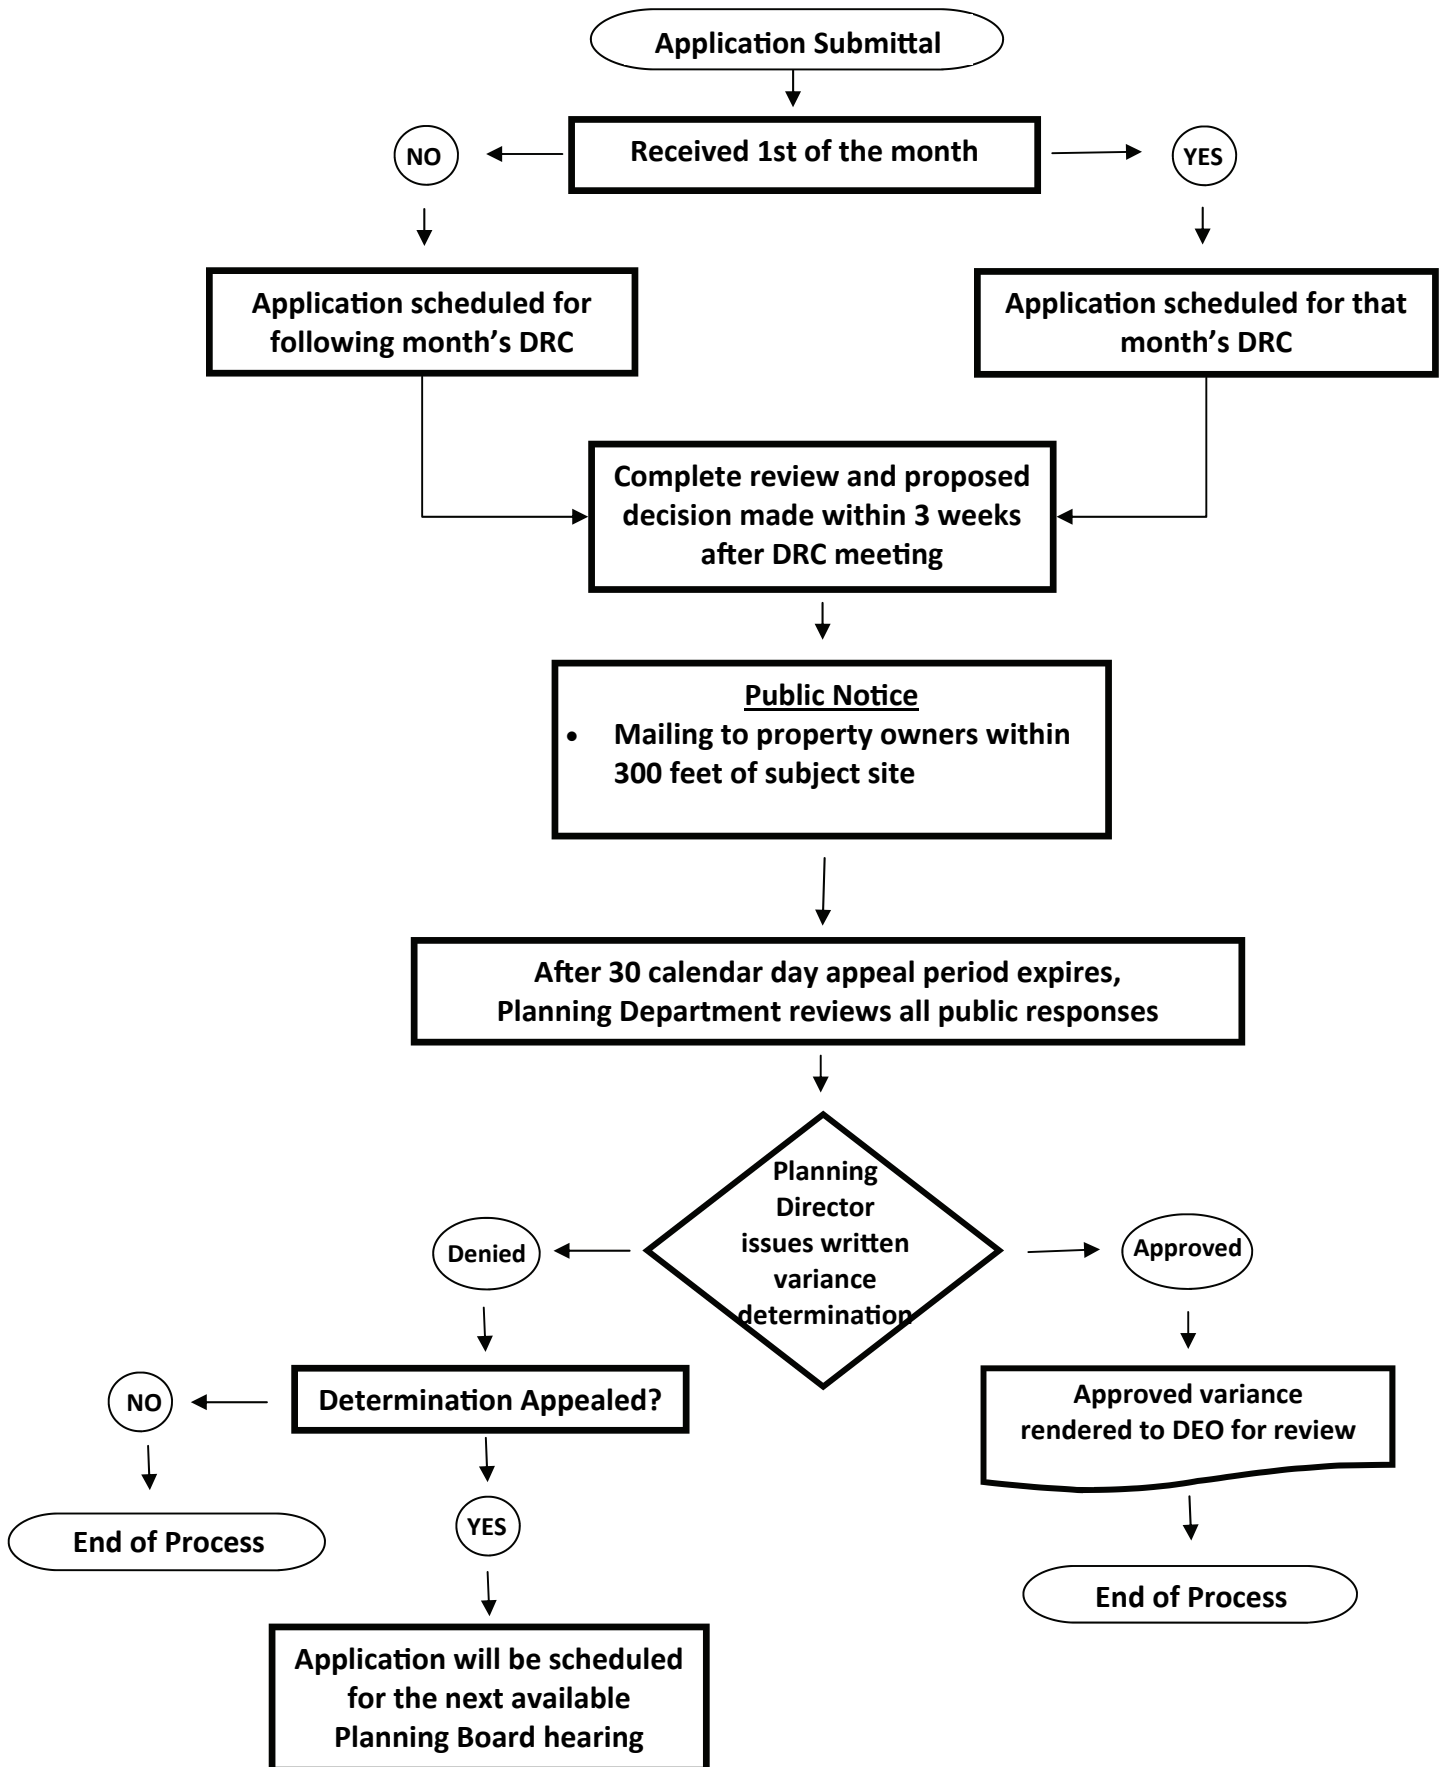 Application Submittal
NO
Received 1st of the month
YES
Application scheduled for
following month’s DRC
Application scheduled for that
month’s DRC
Complete review and proposed
decision made within 3 weeks
after DRC meeting
Public Notice
• Mailing to property owners within
300 feet of subject site
After 30 calendar day appeal period expires,
Planning Department reviews all public responses
Planning
Director
issues written
variance
determination
Denied
Approved
NO
Determination Appealed?
Approved variance
rendered to DEO for review
End of Process
YES
End of Process
Application will be scheduled
for the next available
Planning Board hearing